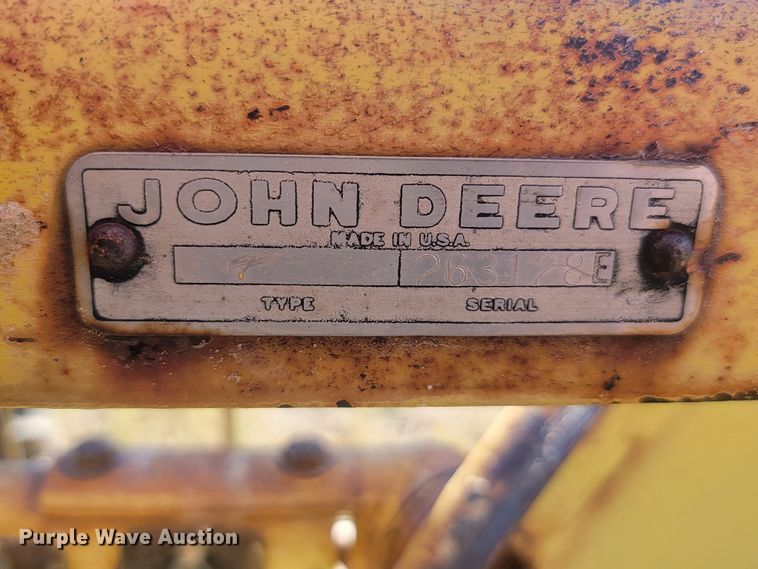 JOHN DEERE
MADE IN U.S.A.
263128E
TYPE SERIAL
Purple Wave Auction®